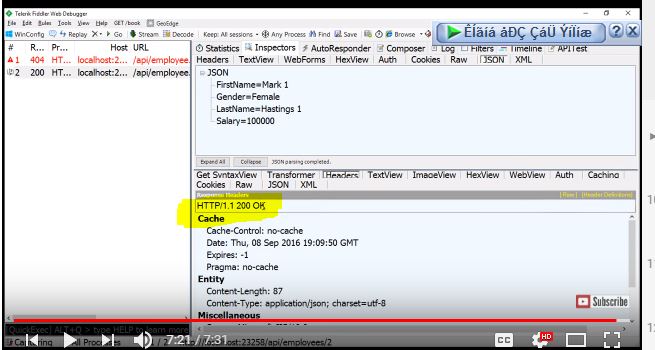 Telerik Fiddler Web Debugger
File Edit Rules Tools View Help GET /book GeoEdge
WinConfig Replay X Go Stream Decode Keep: All sessions Any Process Find Save Browse
Êlãíá âÐÇ ÇáÜ ÝíÏíæ ? X
# R... Pr... Host URL
1 404 HT... localhost:2... /api/employee.
2 200 HT... localhost:2... /api/employee.
Statistics Inspectors AutoResponder Composer Log Filters Timeline APITest
Headers TextView WebForms HexView Auth Cookies Raw JSON XML
JSON
FirstName=Mark 1
Gender=Female
LastName=Hastings 1
Salary=100000
Expand All Collapse JSON parsing completed.
Get SyntaxView Transformer Headers TextView ImageView HexView WebView Auth Caching
Cookies Raw JSON XML
Response Headers [Raw] [Header Definitions]
HTTP/1.1 200 OK
Cache
Cache-Control: no-cache
Date: Thu, 08 Sep 2016 19:09:50 GMT
Expires: -1
Pragma: no-cache
Entity
Content-Length: 87
Content-Type: application/json; charset=utf-8
Miscellaneous
Subscribe
[QuickExec] ALT+Q > type HELP to learn more
Capturing All Processes 1 / 2 http://localhost:23258/api/employees/2
7:21 / 7:31
CC HD